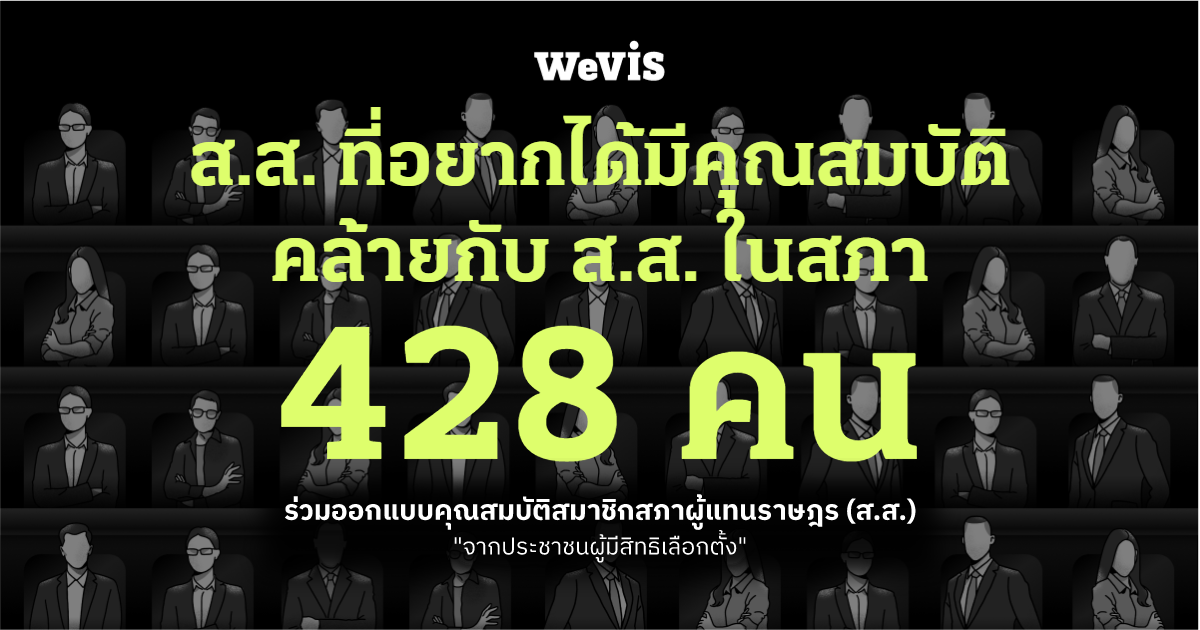 WeVIS
ส.ส. ที่อยากได้มีคุณสมบัติ
คล้ายกับ ส.ส. ในสภา
428 คน
ร่วมออกแบบคุณสมบัติสมาชิกสภาผู้แทนราษฎร (ส.ส.)
"จากประชาชนผู้มีสิทธิเลือกตั้ง"